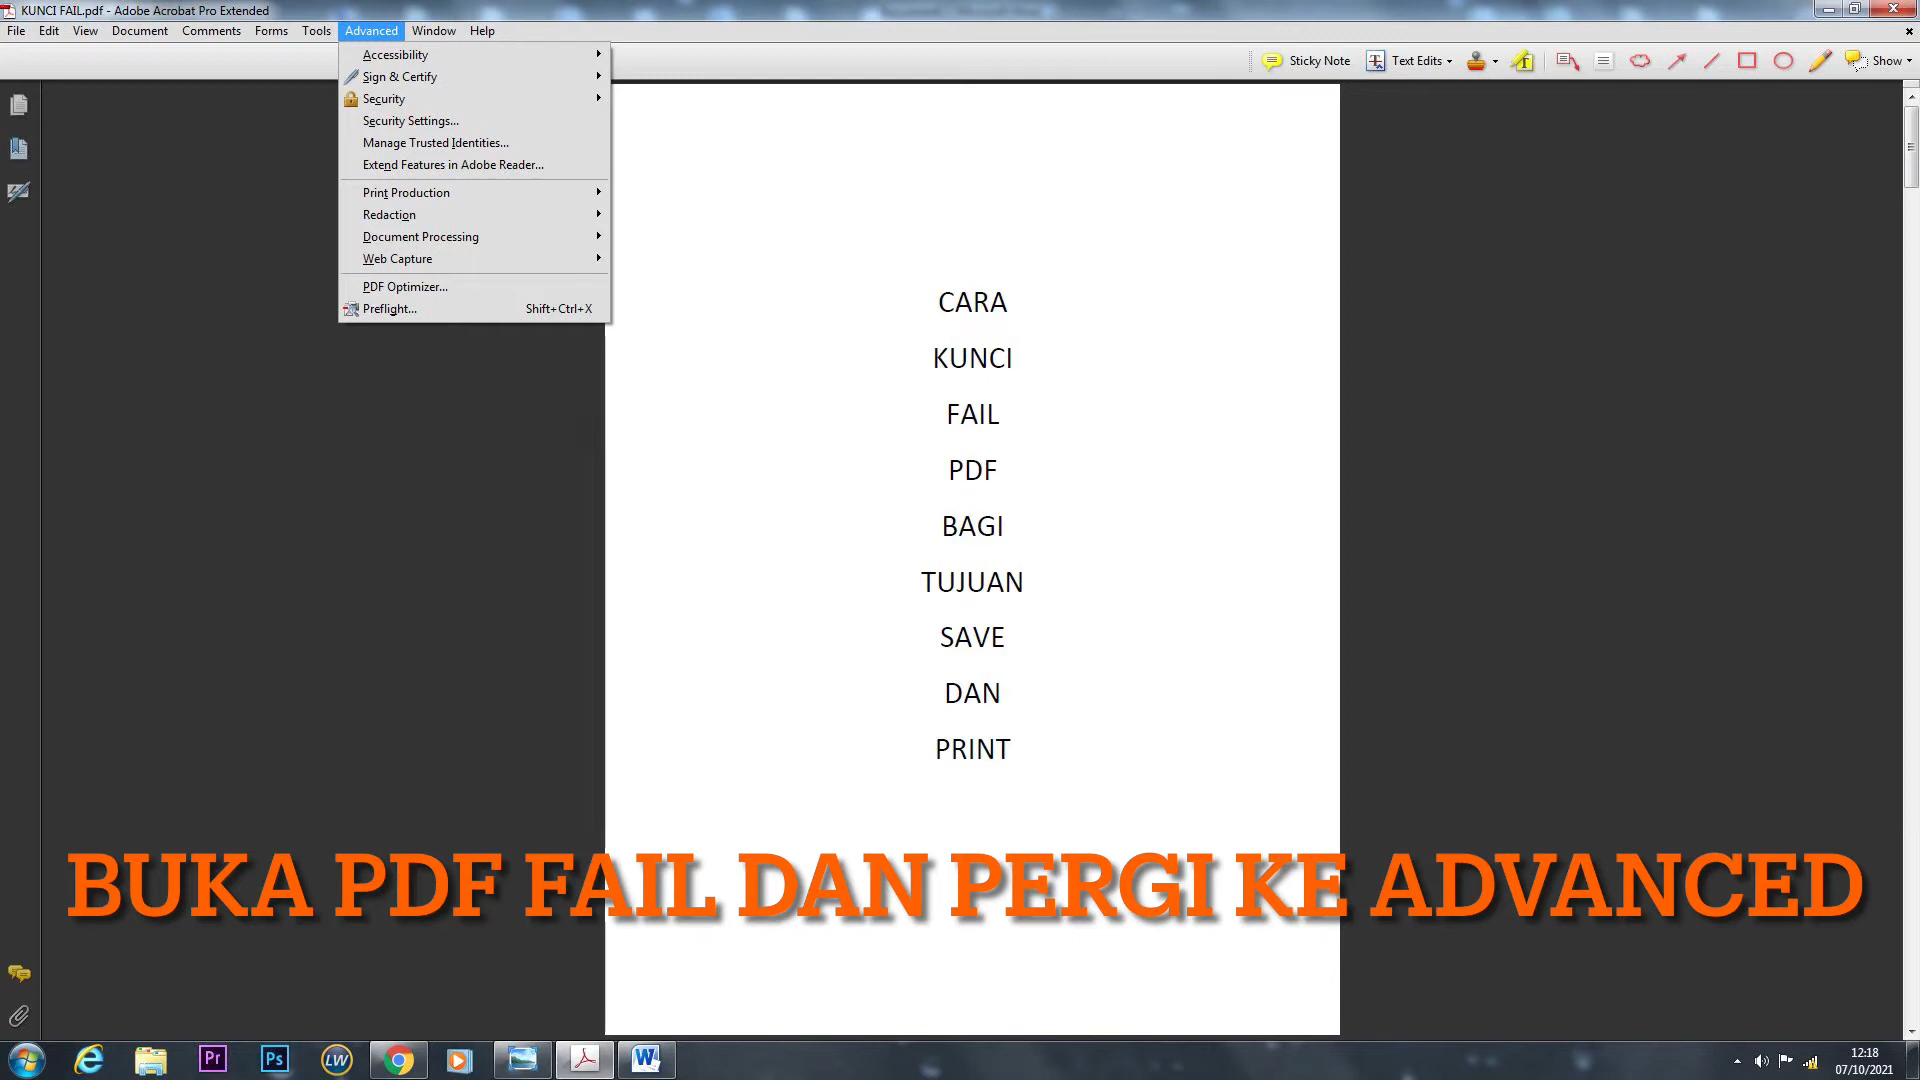 KUNCI FAIL.pdf - Adobe Acrobat Pro Extended
File Edit View Document Comments Forms Tools Advanced Window Help
Sticky Note Text Edits Show
Accessibility
Sign & Certify
Security
Security Settings...
Manage Trusted Identities...
Extend Features in Adobe Reader...
Print Production
Redaction
Document Processing
Web Capture
PDF Optimizer...
Preflight... Shift+Ctrl+X
CARA
KUNCI
FAIL
PDF
BAGI
TUJUAN
SAVE
DAN
PRINT
BUKA PDF FAIL DAN PERGI KE ADVANCED
Pr Ps LW W
12:18
07/10/2021